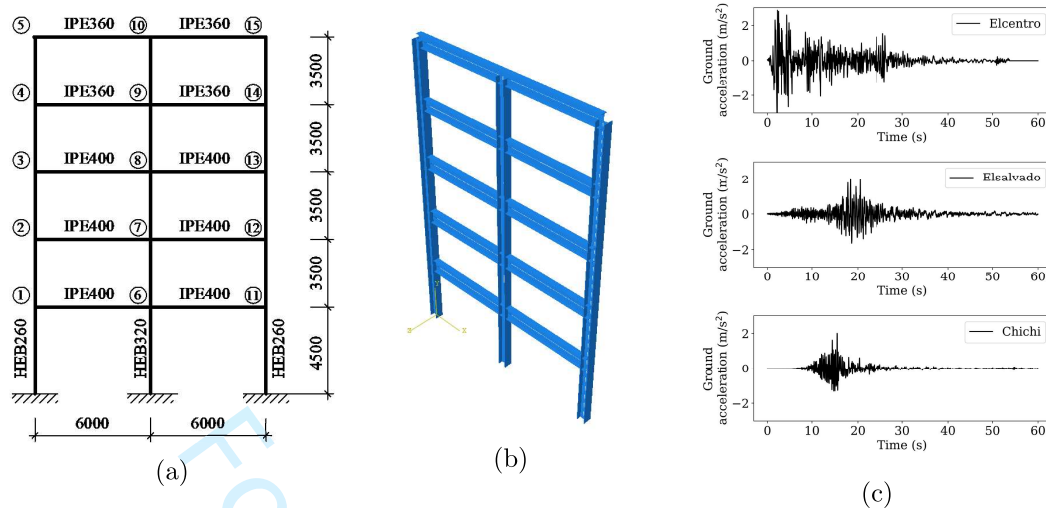 ⑤ IPE360 ⑩ IPE360 ⑮
④ IPE360 ⑨ IPE360 ⑭
③ IPE400 ⑧ IPE400 ⑬
② IPE400 ⑦ IPE400 ⑫
① IPE400 ⑥ IPE400 ⑪
HEB260 HEB320 HEB260
3500
3500
3500
3500
4500
6000 6000
(a)
(b)
Elcentro
Ground
acceleration (m/s²)
2
0
−2
0 10 20 30 40 50 60
Time (s)
Elsalvado
Ground
acceleration (m/s²)
2
0
−2
0 10 20 30 40 50 60
Time (s)
Chichi
Ground
acceleration (m/s²)
2
0
−2
0 10 20 30 40 50 60
Time (s)
(c)